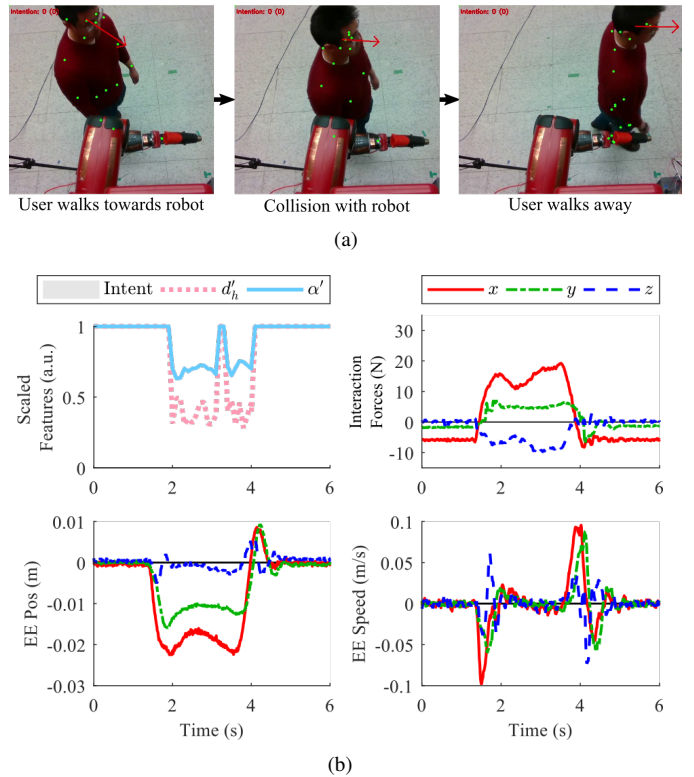 Intention: 0 (0) Intention: 0 (0) Intention: 0 (0)
User walks towards robot Collision with robot User walks away
(a)
Intent d′h α′ x y z
Scaled
Features (a.u.)
1
0.5
0
0 2 4 6
Interaction
Forces (N)
30
20
10
0
-10
0 2 4 6
EE Pos (m)
0.01
0
-0.01
-0.02
-0.03
0 2 4 6
Time (s)
EE Speed (m/s)
0.1
0.05
0
-0.05
-0.1
0 2 4 6
Time (s)
(b)